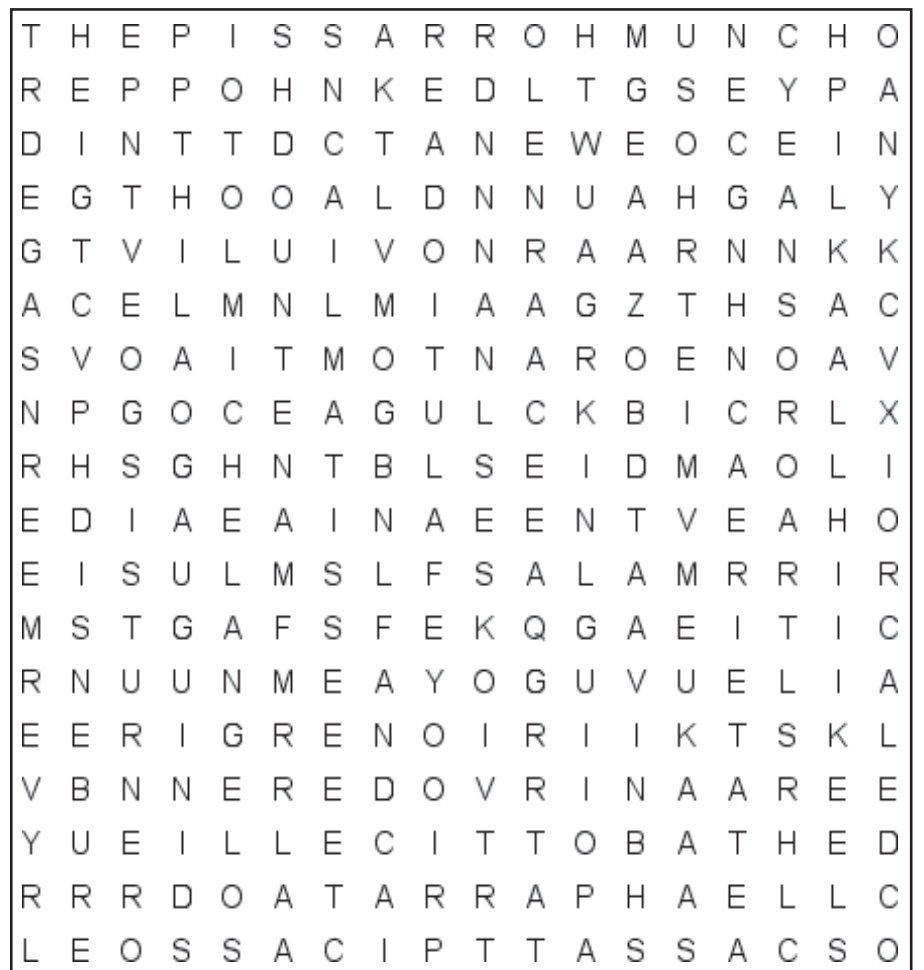 T H E P I S S A R R O H M U N C H O
R E P P O H N K E D L T G S E Y P A
D I N T T D C T A N E W E O C E I N
E G T H O O A L D N N U A H G A L Y
G T V I L U I V O N R A A R N N K K
A C E L M N L M I A A G Z T H S A C
S V O A I T M O T N A R O E N O A V
N P G O C E A G U L C K B I C R L X
R H S G H N T B L S E I D M A O L I
E D I A E A I N A E E N T V E A H O
E I S U L M S L F S A L A M R R I R
M S T G A F S F E K Q G A E I T I C
R N U U N M E A Y O G U V U E L I A
E E R I G R E N O I R I I K T S K L
V B N N E R E D O V R I N A A R E E
Y U E I L L E C I T T O B A T H E D
R R R D O A T A R R A P H A E L L C
L E O S S A C I P T T A S S A C S O